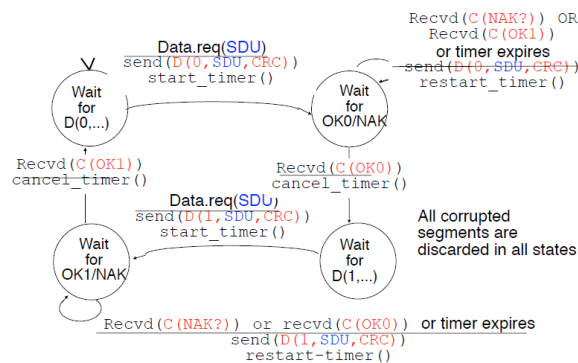 Recvd(C(NAK?)) OR
Recvd(C(OK1))
or timer expires
send(D(0,SDU,CRC))
restart_timer()
Data.req(SDU)
send(D(0,SDU,CRC))
start_timer()
Wait
for
D(0,...)
Wait
for
OK0/NAK
Recvd(C(OK1))
cancel_timer()
Recvd(C(OK0))
cancel_timer()
Data.req(SDU)
send(D(1,SDU,CRC))
start_timer()
All corrupted
segments are
discarded in all states
Wait
for
OK1/NAK
Wait
for
D(1,...)
Recvd(C(NAK?)) or recvd(C(OK0)) or timer expires
send(D(1,SDU,CRC))
restart-timer()